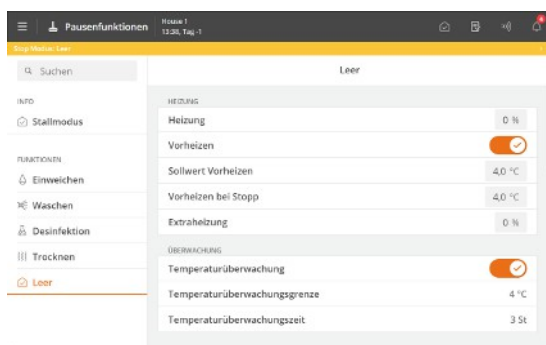 Pausenfunktionen
House 1
13:38, Tag -1
4
Stop Modus: Leer
Suchen
Leer
INFO
Stallmodus
FUNKTIONEN
Einweichen
Waschen
Desinfektion
Trocknen
Leer
HEIZUNG
Heizung 0 %
Vorheizen
Sollwert Vorheizen 4,0 °C
Vorheizen bei Stopp 4,0 °C
Extraheizung 0 %
ÜBERWACHUNG
Temperaturüberwachung
Temperaturüberwachungsgrenze 4 °C
Temperaturüberwachungszeit 3 St